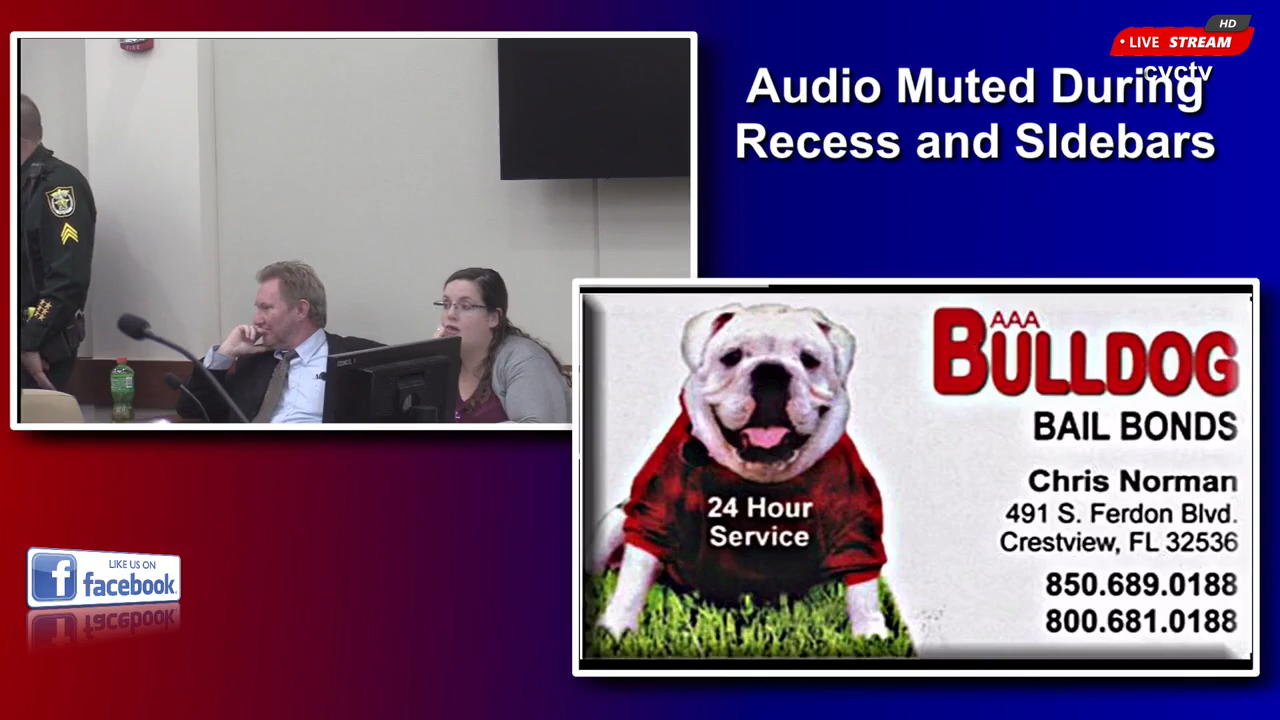 HD
• LIVE STREAM
cvctv
Audio Muted During
Recess and SIdebars
FIRE
AAA
BULLDOG
BAIL BONDS
Chris Norman
491 S. Ferdon Blvd.
Crestview, FL 32536
850.689.0188
800.681.0188
24 Hour
Service
LIKE US ON
facebook